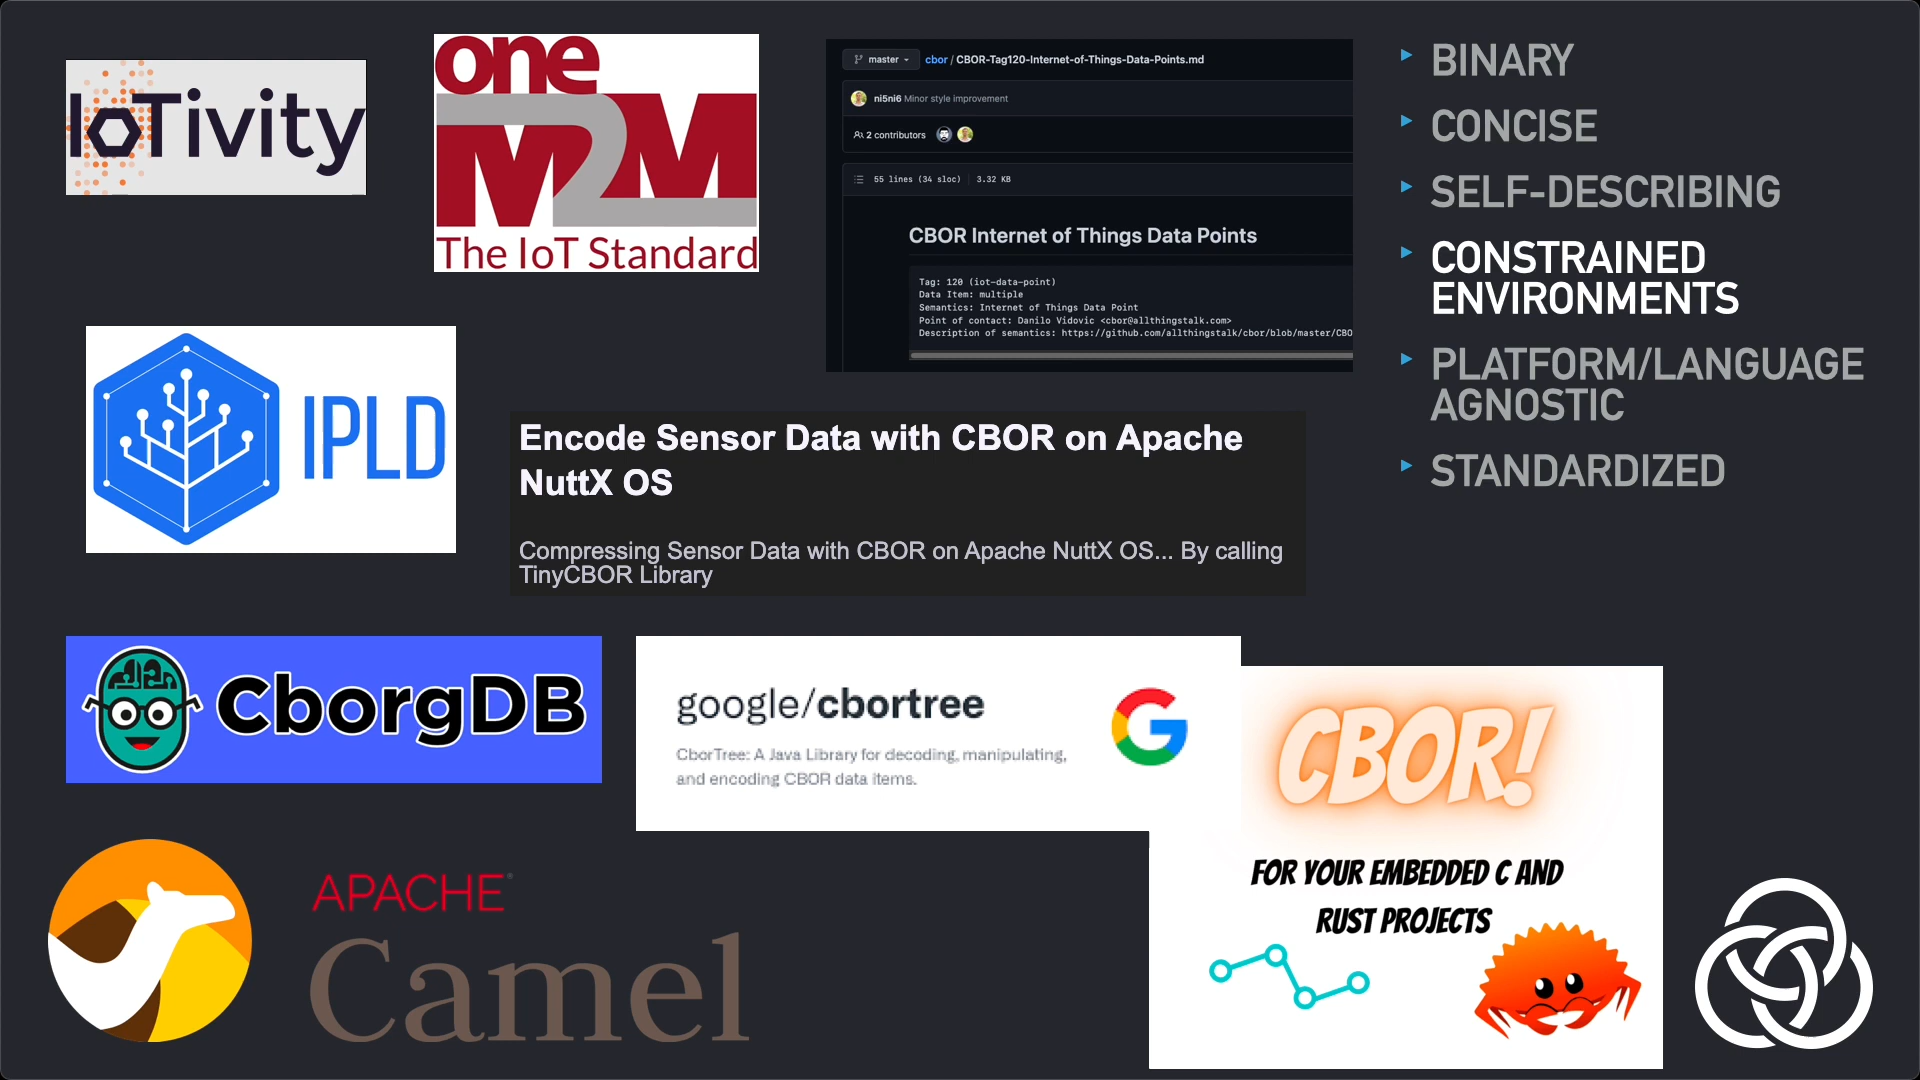 IoTivity
one
M2M
The IoT Standard
master
cbor / CBOR-Tag120-Internet-of-Things-Data-Points.md
ni5ni6 Minor style improvement
2 contributors
55 lines (34 sloc) 3.32 KB
CBOR Internet of Things Data Points
Tag: 120 (iot-data-point)
Data Item: multiple
Semantics: Internet of Things Data Point
Point of contact: Danilo Vidovic <cbor@allthingstalk.com>
Description of semantics: https://github.com/allthingstalk/cbor/blob/master/CBO
BINARY
CONCISE
SELF-DESCRIBING
CONSTRAINED
ENVIRONMENTS
PLATFORM/LANGUAGE
AGNOSTIC
STANDARDIZED
IPLD
Encode Sensor Data with CBOR on Apache
NuttX OS
Compressing Sensor Data with CBOR on Apache NuttX OS... By calling
TinyCBOR Library
CborgDB
google/cbortree
CborTree: A Java Library for decoding, manipulating,
and encoding CBOR data items.
CBOR!
FOR YOUR EMBEDDED C AND
RUST PROJECTS
APACHE®
Camel